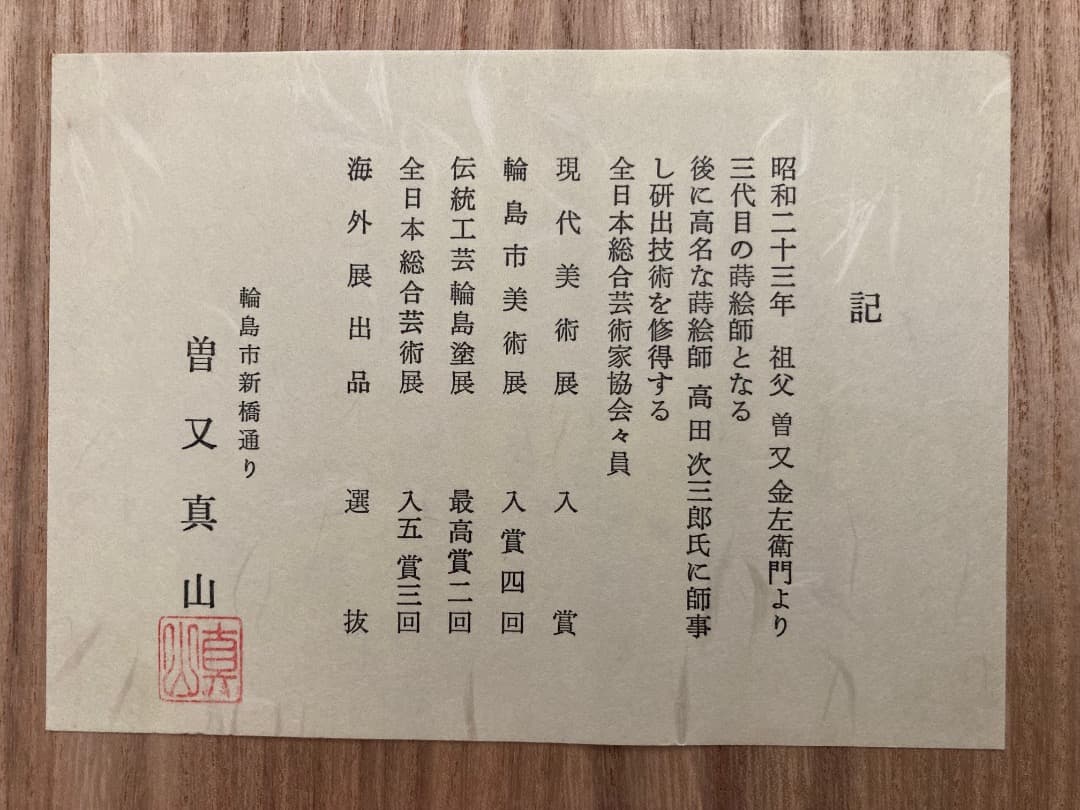 記
昭和二十三年 祖父 曽又 金左衛門より
三代目の蒔絵師となる
後に高名な蒔絵師 高田 次三郎氏に師事
し研出技術を修得する
全日本総合芸術家協会々員
現代美術展 入賞
輪島市美術展 入賞四回
伝統工芸輪島塗展 最高賞二回
全日本総合芸術展 入五賞三回
海外展出品 選抜
輪島市新橋通り
曽又真山
真山